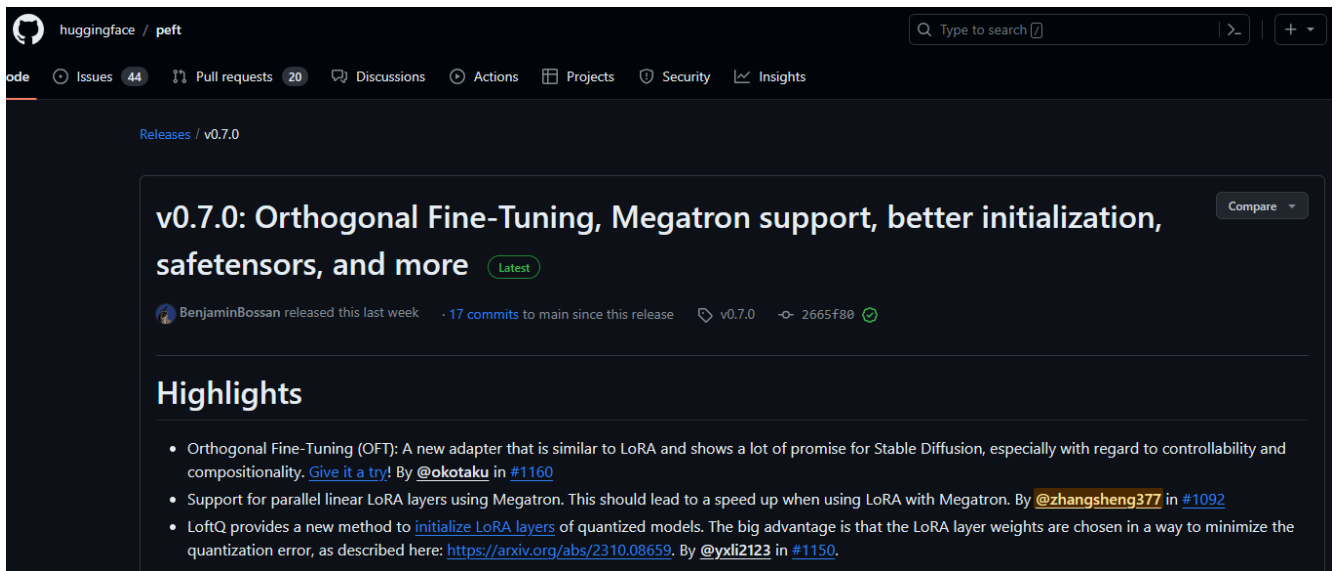 huggingface / peft
Type to search /
ode Issues 44 Pull requests 20 Discussions Actions Projects Security Insights
Releases / v0.7.0
v0.7.0: Orthogonal Fine-Tuning, Megatron support, better initialization,
safetensors, and more Latest
Compare
BenjaminBossan released this last week · 17 commits to main since this release v0.7.0 2665f80
Highlights
• Orthogonal Fine-Tuning (OFT): A new adapter that is similar to LoRA and shows a lot of promise for Stable Diffusion, especially with regard to controllability and
compositionality. Give it a try! By @okotaku in #1160
• Support for parallel linear LoRA layers using Megatron. This should lead to a speed up when using LoRA with Megatron. By @zhangsheng377 in #1092
• LoftQ provides a new method to initialize LoRA layers of quantized models. The big advantage is that the LoRA layer weights are chosen in a way to minimize the
quantization error, as described here: https://arxiv.org/abs/2310.08659. By @yxli2123 in #1150.